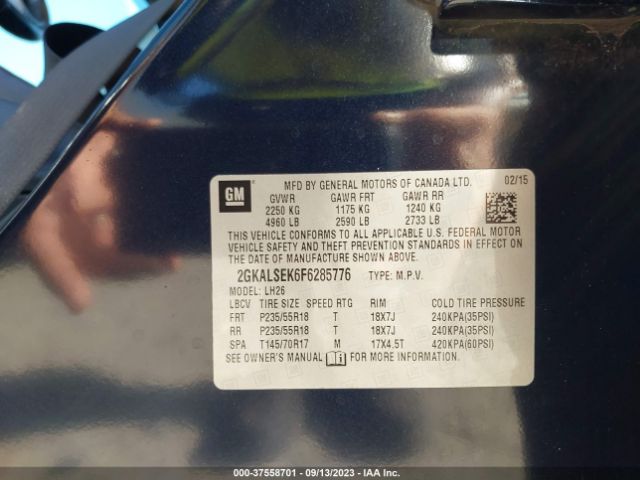 GM
MFD BY GENERAL MOTORS OF CANADA LTD. 02/15
GVWR GAWR FRT GAWR RR
2250 KG 1175 KG 1240 KG
4960 LB 2590 LB 2733 LB
THIS VEHICLE CONFORMS TO ALL APPLICABLE U.S. FEDERAL MOTOR
VEHICLE SAFETY AND THEFT PREVENTION STANDARDS IN EFFECT ON
THE DATE OF MANUFACTURE SHOWN ABOVE.
2GKALSEK6F6285776 TYPE: M.P.V.
MODEL: LH26
LBCV TIRE SIZE SPEED RTG RIM COLD TIRE PRESSURE
FRT P235/55R18 T 18X7J 240KPA(35PSI)
RR P235/55R18 T 18X7J 240KPA(35PSI)
SPA T145/70R17 M 17X4.5T 420KPA(60PSI)
SEE OWNER'S MANUAL FOR MORE INFORMATION.
000-37558701 - 09/13/2023 - IAA Inc.